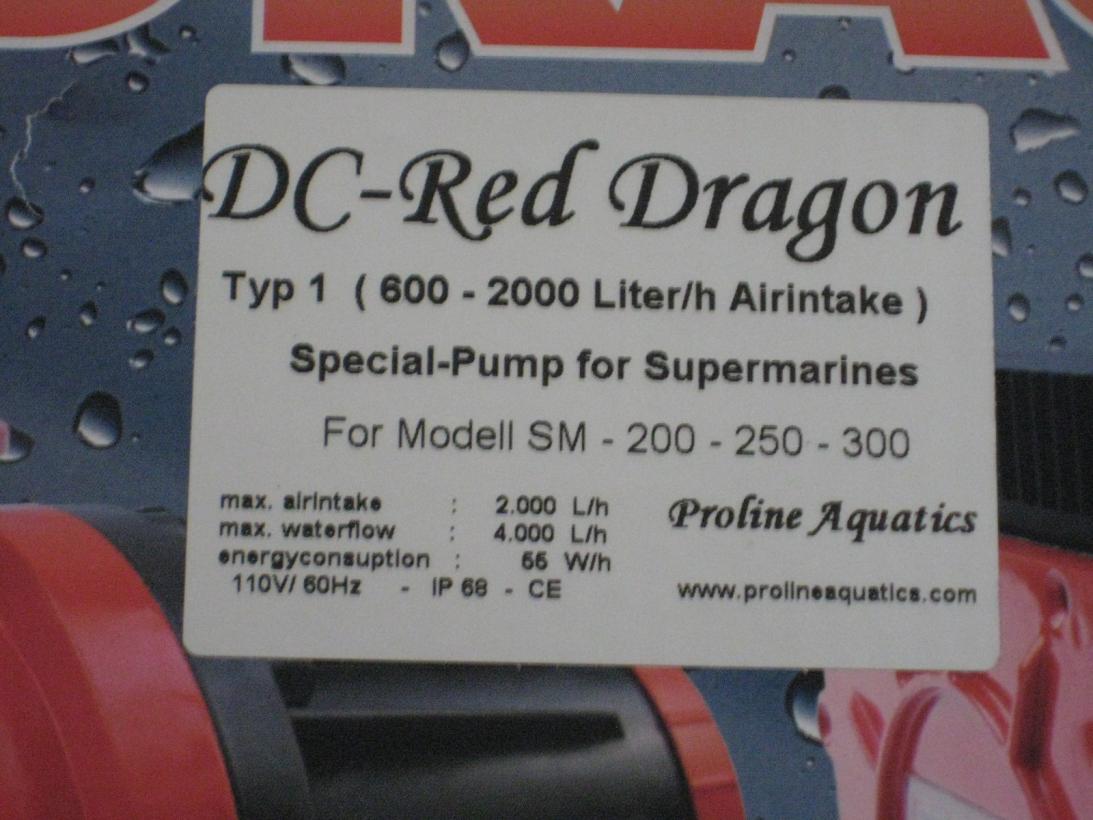 DC-Red Dragon
Typ 1 ( 600 - 2000 Liter/h Airintake )
Special-Pump for Supermarines
For Modell SM - 200 - 250 - 300
max. airintake : 2.000 L/h
max. waterflow : 4.000 L/h
energyconsuption : 55 W/h
110V/ 60Hz - IP 68 - CE
Proline Aquatics
www.prolineaquatics.com